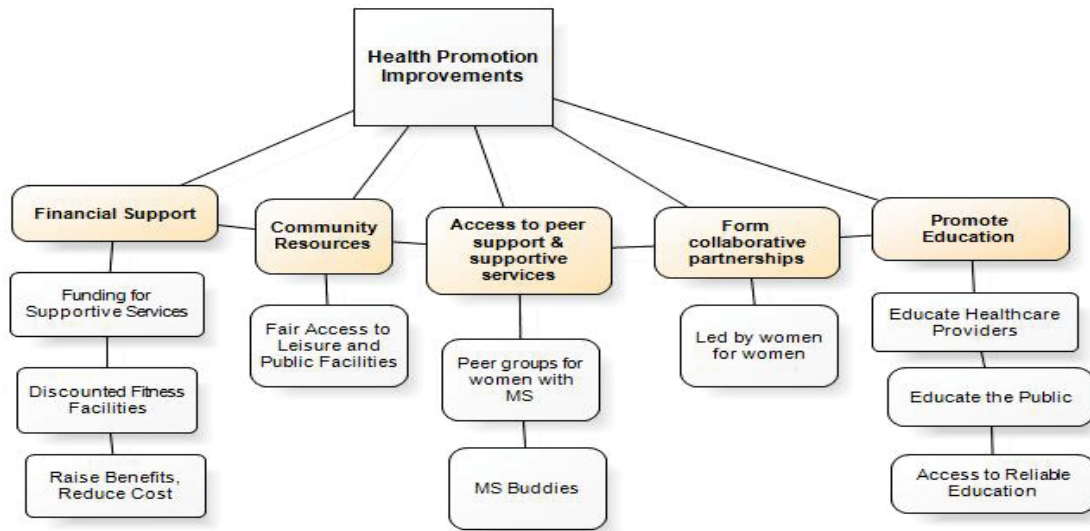 Health Promotion
Improvements
Financial Support
Community
Resources
Access to peer
support &
supportive
services
Form
collaborative
partnerships
Promote
Education
Funding for
Supportive Services
Discounted Fitness
Facilities
Raise Benefits,
Reduce Cost
Fair Access to
Leisure and
Public Facilities
Peer groups for
women with
MS
MS Buddies
Led by women
for women
Educate Healthcare
Providers
Educate the Public
Access to Reliable
Education